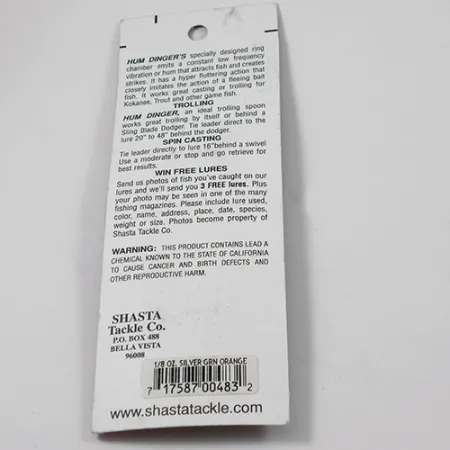 HUM DINGER'S specially designed ring
chamber emits a constant low frequency
vibration or hum that attracts fish and creates
strikes. It has a hyper fluttering action that
closely imitates the action of a fleeing bait
fish. It works great casting or trolling for
Kokanee, Trout and other game fish.
TROLLING
HUM DINGER, an ideal trolling spoon
works great trolling by itself or behind a
Sling Blade Dodger. Tie leader direct to the
lure 20" to 48" behind the dodger.
SPIN CASTING
Tie leader directly to lure 16"behind a swivel
Use a moderate or stop and go retrieve for
best results.
WIN FREE LURES
Send us photos of fish you've caught on our
lures and we'll send you 3 FREE lures. Plus
your photo may be seen in one of the many
fishing magazines. Please include lure used,
color, name, address, place, date, species,
weight or size. Photos become property of
Shasta Tackle Co.
WARNING: THIS PRODUCT CONTAINS LEAD A
CHEMICAL KNOWN TO THE STATE OF CALIFORNIA
TO CAUSE CANCER AND BIRTH DEFECTS AND
OTHER REPRODUCTIVE HARM.
SHASTA
Tackle Co.
P.O. BOX 488
BELLA VISTA
96008
1/8 OZ. SILVER GRN ORANGE
7 17587 00483 2
www.shastatackle.com